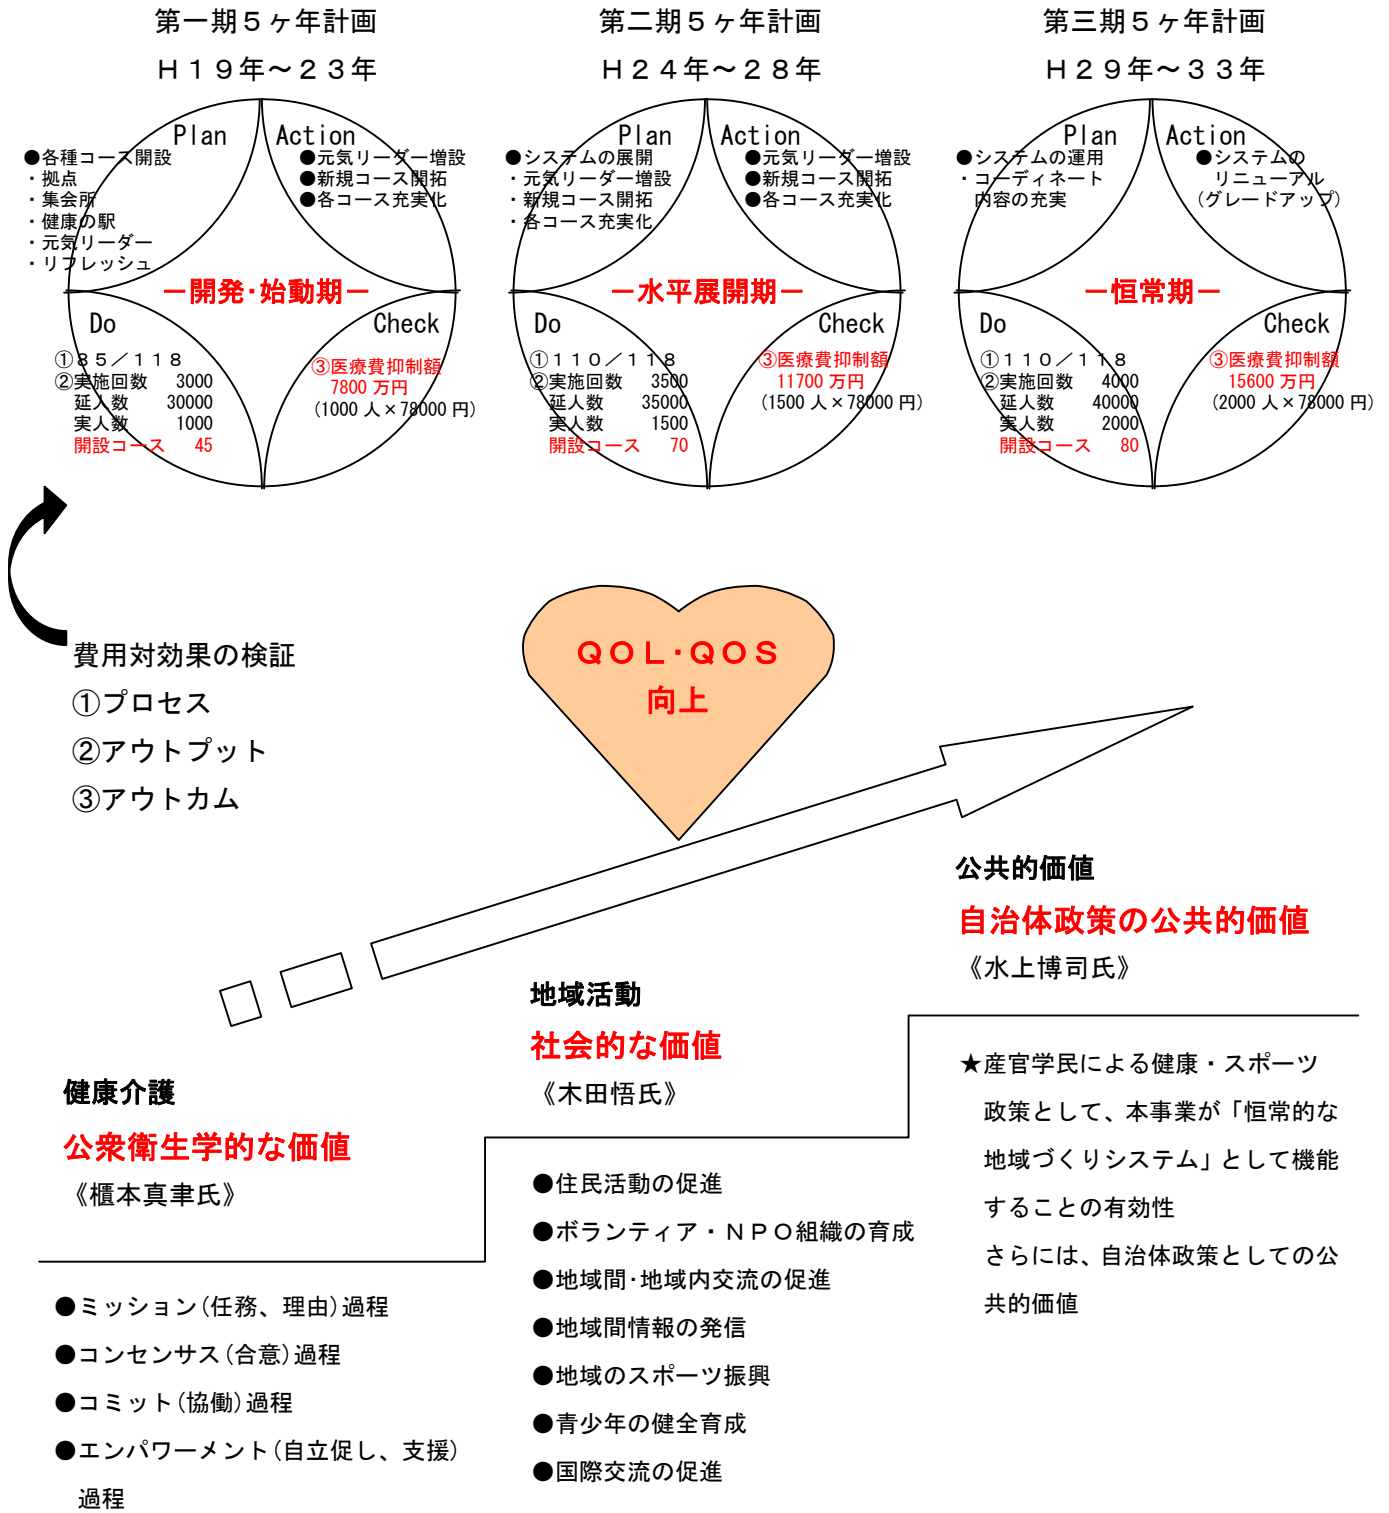 第一期５ヶ年計画
Ｈ１９年～２３年
Plan
Action
●各種コース開設
・拠点
・集会所
・健康の駅
・元気リーダー
・リフレッシュ
●元気リーダー増設
●新規コース開拓
●各コース充実化
－開発･始動期－
Do
Check
①８５／１１８
②実施回数 3000
延人数 30000
実人数 1000
開設コース 45
③医療費抑制額
7800 万円
(1000 人×78000 円)
第二期５ヶ年計画
Ｈ２４年～２８年
Plan
Action
●システムの展開
・元気リーダー増設
・新規コース開拓
・各コース充実化
●元気リーダー増設
●新規コース開拓
●各コース充実化
－水平展開期－
Do
Check
①１１０／１１８
②実施回数 3500
延人数 35000
実人数 1500
開設コース 70
③医療費抑制額
11700 万円
(1500 人×78000 円)
第三期５ヶ年計画
Ｈ２９年～３３年
Plan
Action
●システムの運用
・コーディネート
内容の充実
●システムの
リニューアル
(グレードアップ)
－恒常期－
Do
Check
①１１０／１１８
②実施回数 4000
延人数 40000
実人数 2000
開設コース 80
③医療費抑制額
15600 万円
(2000 人×78000 円)
費用対効果の検証
①プロセス
②アウトプット
③アウトカム
ＱＯＬ･ＱＯＳ
向上
健康介護
公衆衛生学的な価値
《櫃本真聿氏》
●ミッション(任務、理由)過程
●コンセンサス(合意)過程
●コミット(協働)過程
●エンパワーメント(自立促し、支援)
過程
地域活動
社会的な価値
《木田悟氏》
●住民活動の促進
●ボランティア・ＮＰＯ組織の育成
●地域間･地域内交流の促進
●地域間情報の発信
●地域のスポーツ振興
●青少年の健全育成
●国際交流の促進
公共的価値
自治体政策の公共的価値
《水上博司氏》
★産官学民による健康・スポーツ
政策として、本事業が「恒常的な
地域づくりシステム」として機能
することの有効性
さらには、自治体政策としての公
共的価値